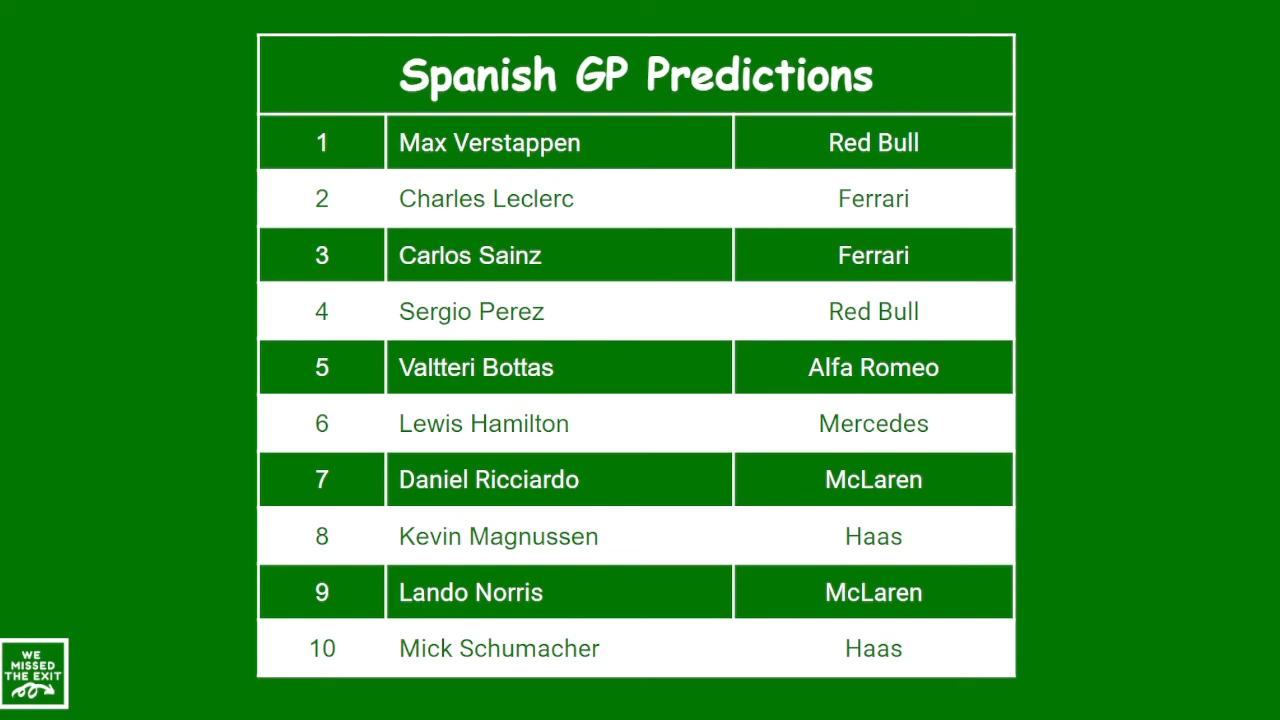 Spanish GP Predictions
1 Max Verstappen Red Bull
2 Charles Leclerc Ferrari
3 Carlos Sainz Ferrari
4 Sergio Perez Red Bull
5 Valtteri Bottas Alfa Romeo
6 Lewis Hamilton Mercedes
7 Daniel Ricciardo McLaren
8 Kevin Magnussen Haas
9 Lando Norris McLaren
10 Mick Schumacher Haas
WE
MISSED
THE EXIT